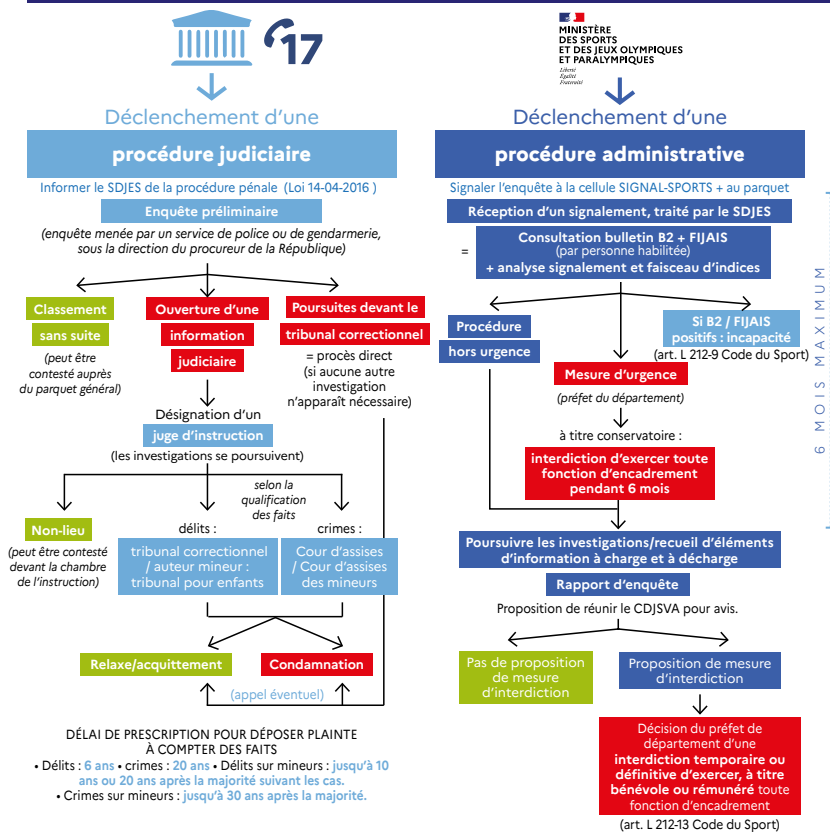 17
Déclenchement d'une
procédure judiciaire
Informer le SDJES de la procédure pénale (Loi 14-04-2016 )
Enquête préliminaire
(enquête menée par un service de police ou de gendarmerie,
sous la direction du procureur de la République)
Classement
sans suite
(peut être
contesté auprès
du parquet général)
Ouverture d'une
information
judiciaire
Poursuites devant le
tribunal correctionnel
= procès direct
(si aucune autre
investigation
n'apparaît nécessaire)
Désignation d'un
juge d'instruction
(les investigations se poursuivent)
selon la
qualification
des faits
Non-lieu
(peut être contesté
devant la chambre
de l'instruction)
délits :
tribunal correctionnel
/ auteur mineur :
tribunal pour enfants
crimes :
Cour d'assises
/ Cour d'assises
des mineurs
Relaxe/acquittement
Condamnation
(appel éventuel)
DÉLAI DE PRESCRIPTION POUR DÉPOSER PLAINTE
À COMPTER DES FAITS
• Délits : 6 ans • crimes : 20 ans • Délits sur mineurs : jusqu'à 10
ans ou 20 ans après la majorité suivant les cas.
• Crimes sur mineurs : jusqu'à 30 ans après la majorité.
MINISTÈRE
DES SPORTS
ET DES JEUX OLYMPIQUES
ET PARALYMPIQUES
Liberté
Égalité
Fraternité
Déclenchement d'une
procédure administrative
Signaler l'enquête à la cellule SIGNAL-SPORTS + au parquet
Réception d'un signalement, traité par le SDJES
=
Consultation bulletin B2 + FIJAIS
(par personne habilitée)
+ analyse signalement et faisceau d'indices
Procédure
hors urgence
Si B2 / FIJAIS
positifs : incapacité
(art. L 212-9 Code du Sport)
Mesure d'urgence
(préfet du département)
à titre conservatoire :
interdiction d'exercer toute
fonction d'encadrement
pendant 6 mois
Poursuivre les investigations/recueil d'éléments
d'information à charge et à décharge
Rapport d'enquête
Proposition de réunir le CDJSVA pour avis.
Pas de proposition
de mesure
d'interdiction
Proposition de mesure
d'interdiction
Décision du préfet de
département d'une
interdiction temporaire ou
définitive d'exercer, à titre
bénévole ou rémunéré toute
fonction d'encadrement
(art. L 212-13 Code du Sport)
6 MOIS MAXIMUM